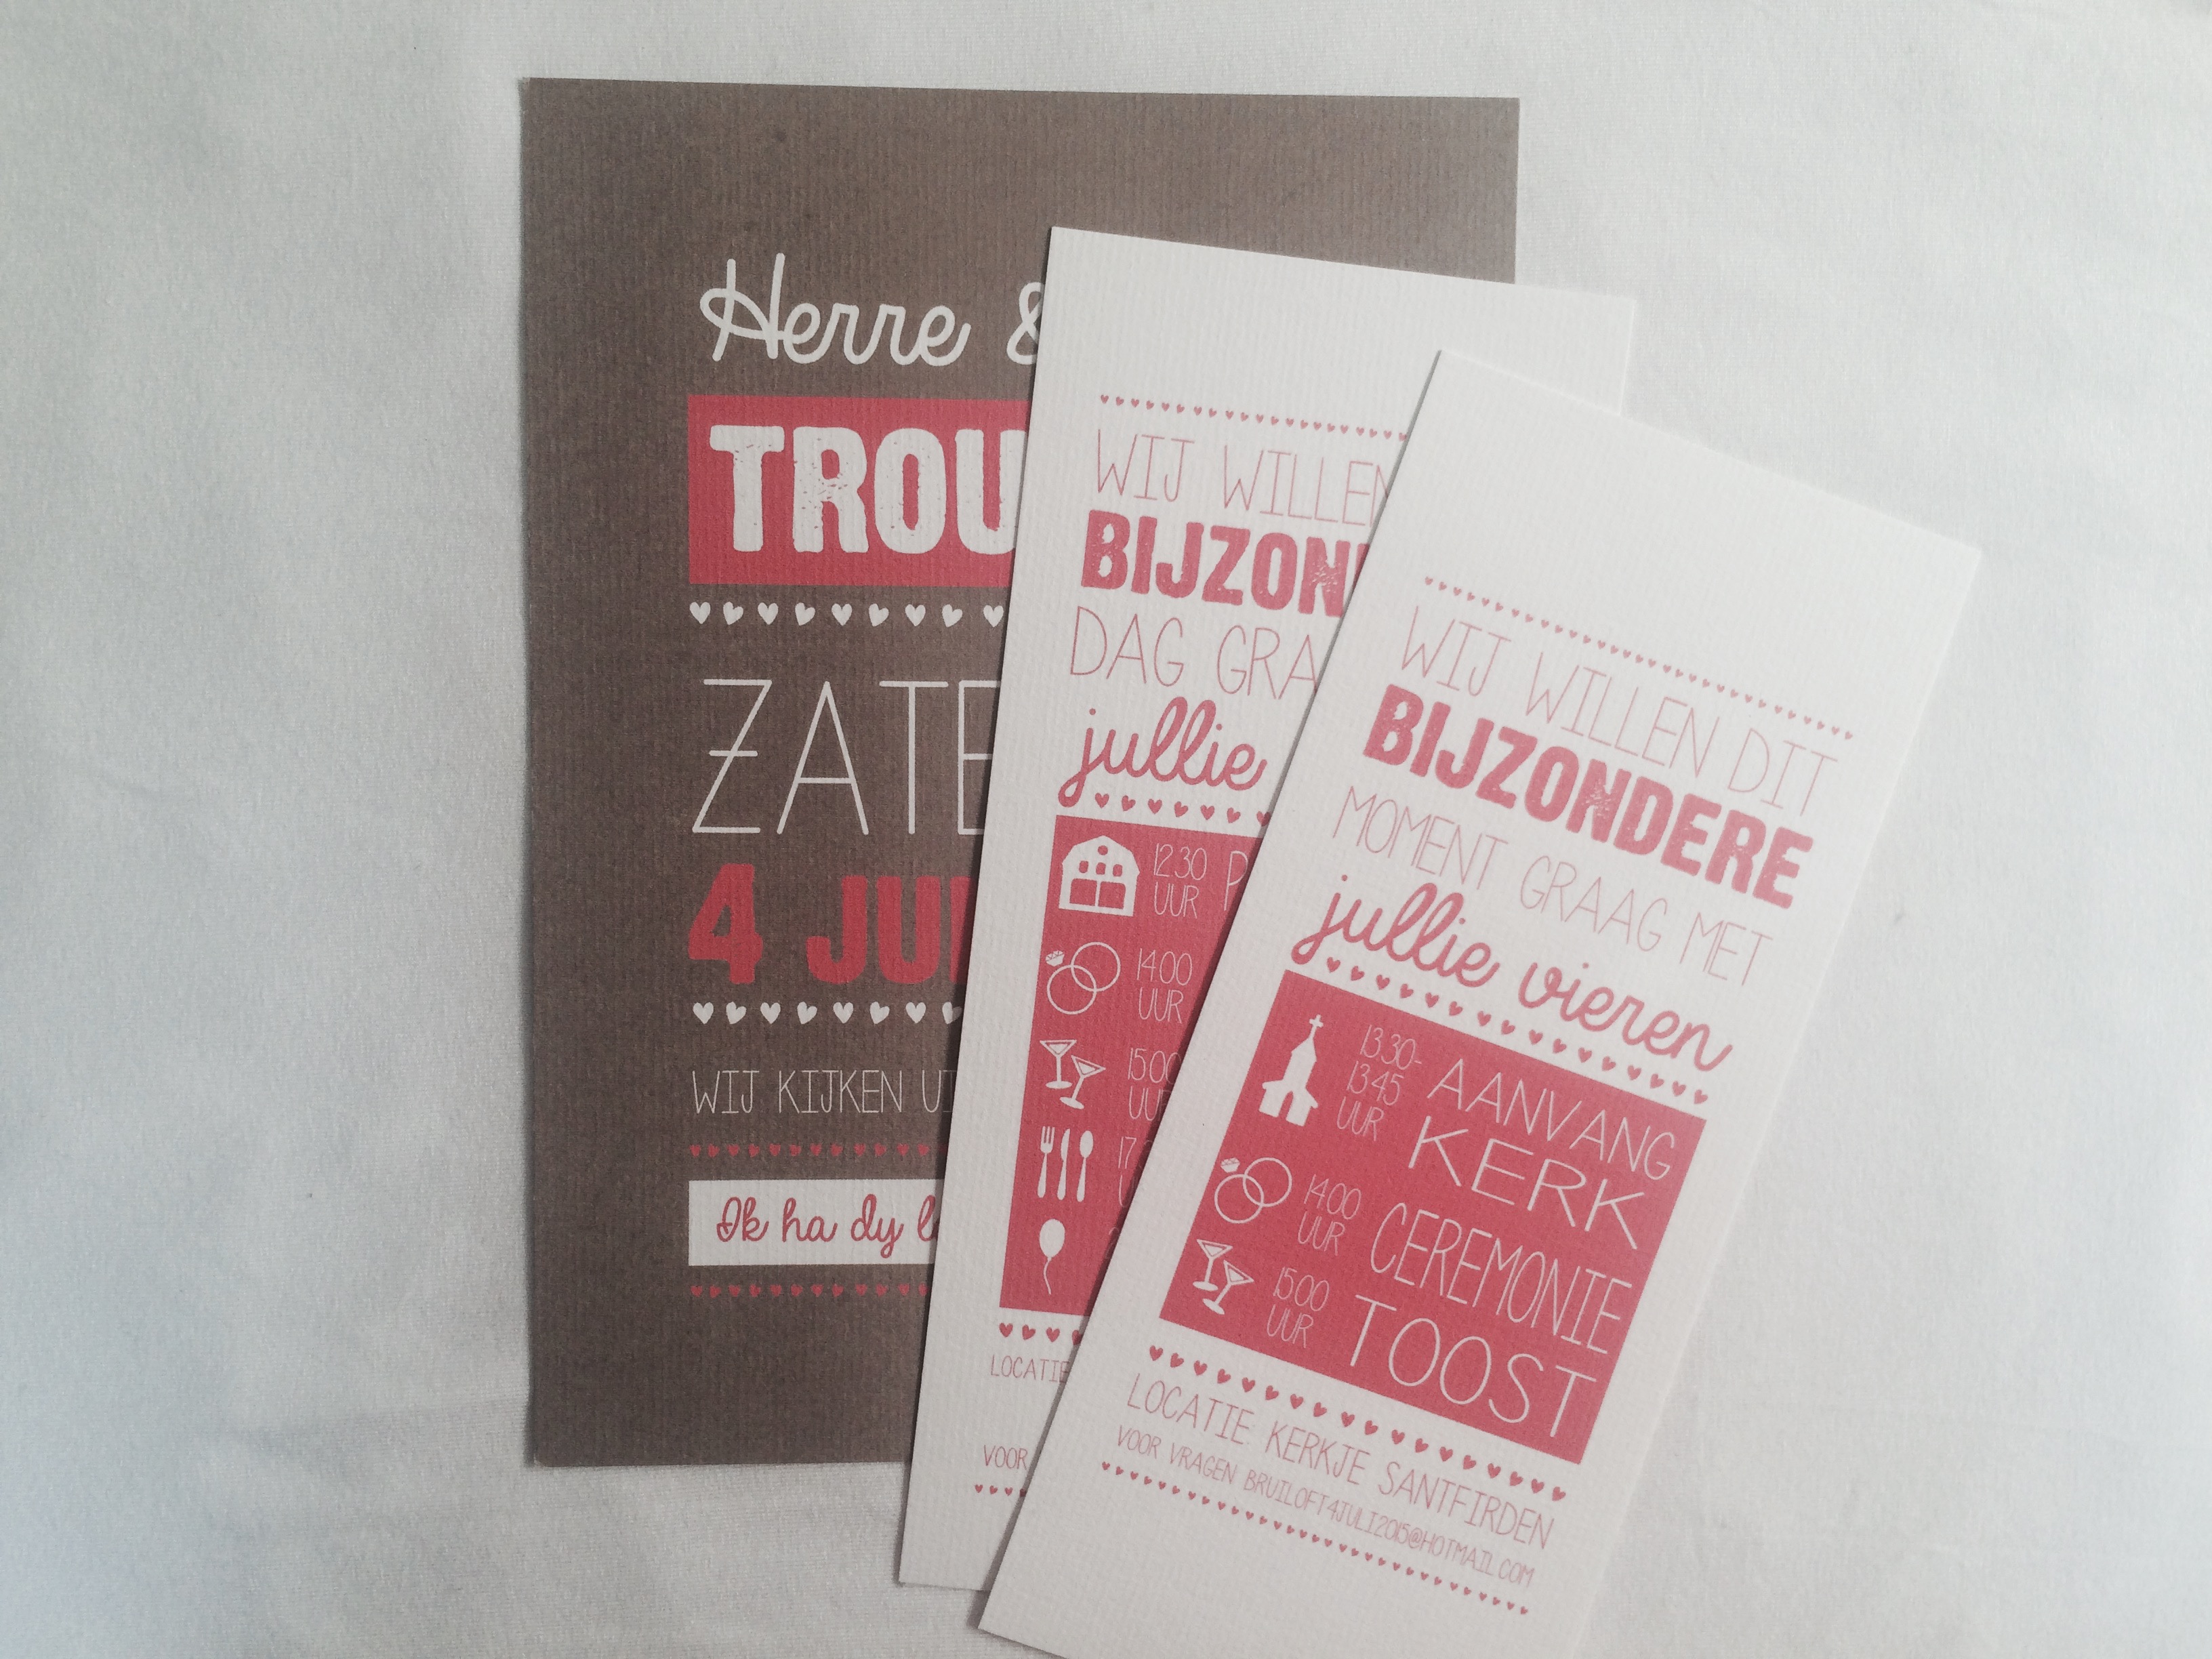 Herre &
TROU
ZATE
4 JU
WIJ KIJKEN
Ik ha dy
WIJ WILLEN
BIJZON
DAG GRA
jullie
12.30
UUR
14.00
UUR
15.00
UU
17
LOCATIE
VOOR
WIJ WILLEN DIT
BIJZONDERE
MOMENT GRAAG MET
jullie vieren
13.30-
13.45
UUR
AANVANG
KERK
14.00
UUR
CEREMONIE
15.00
UUR
TOOST
LOCATIE KERKJE SANTFIRDEN
VOOR VRAGEN BRUILOFT4JULI2015@HOTMAIL.COM